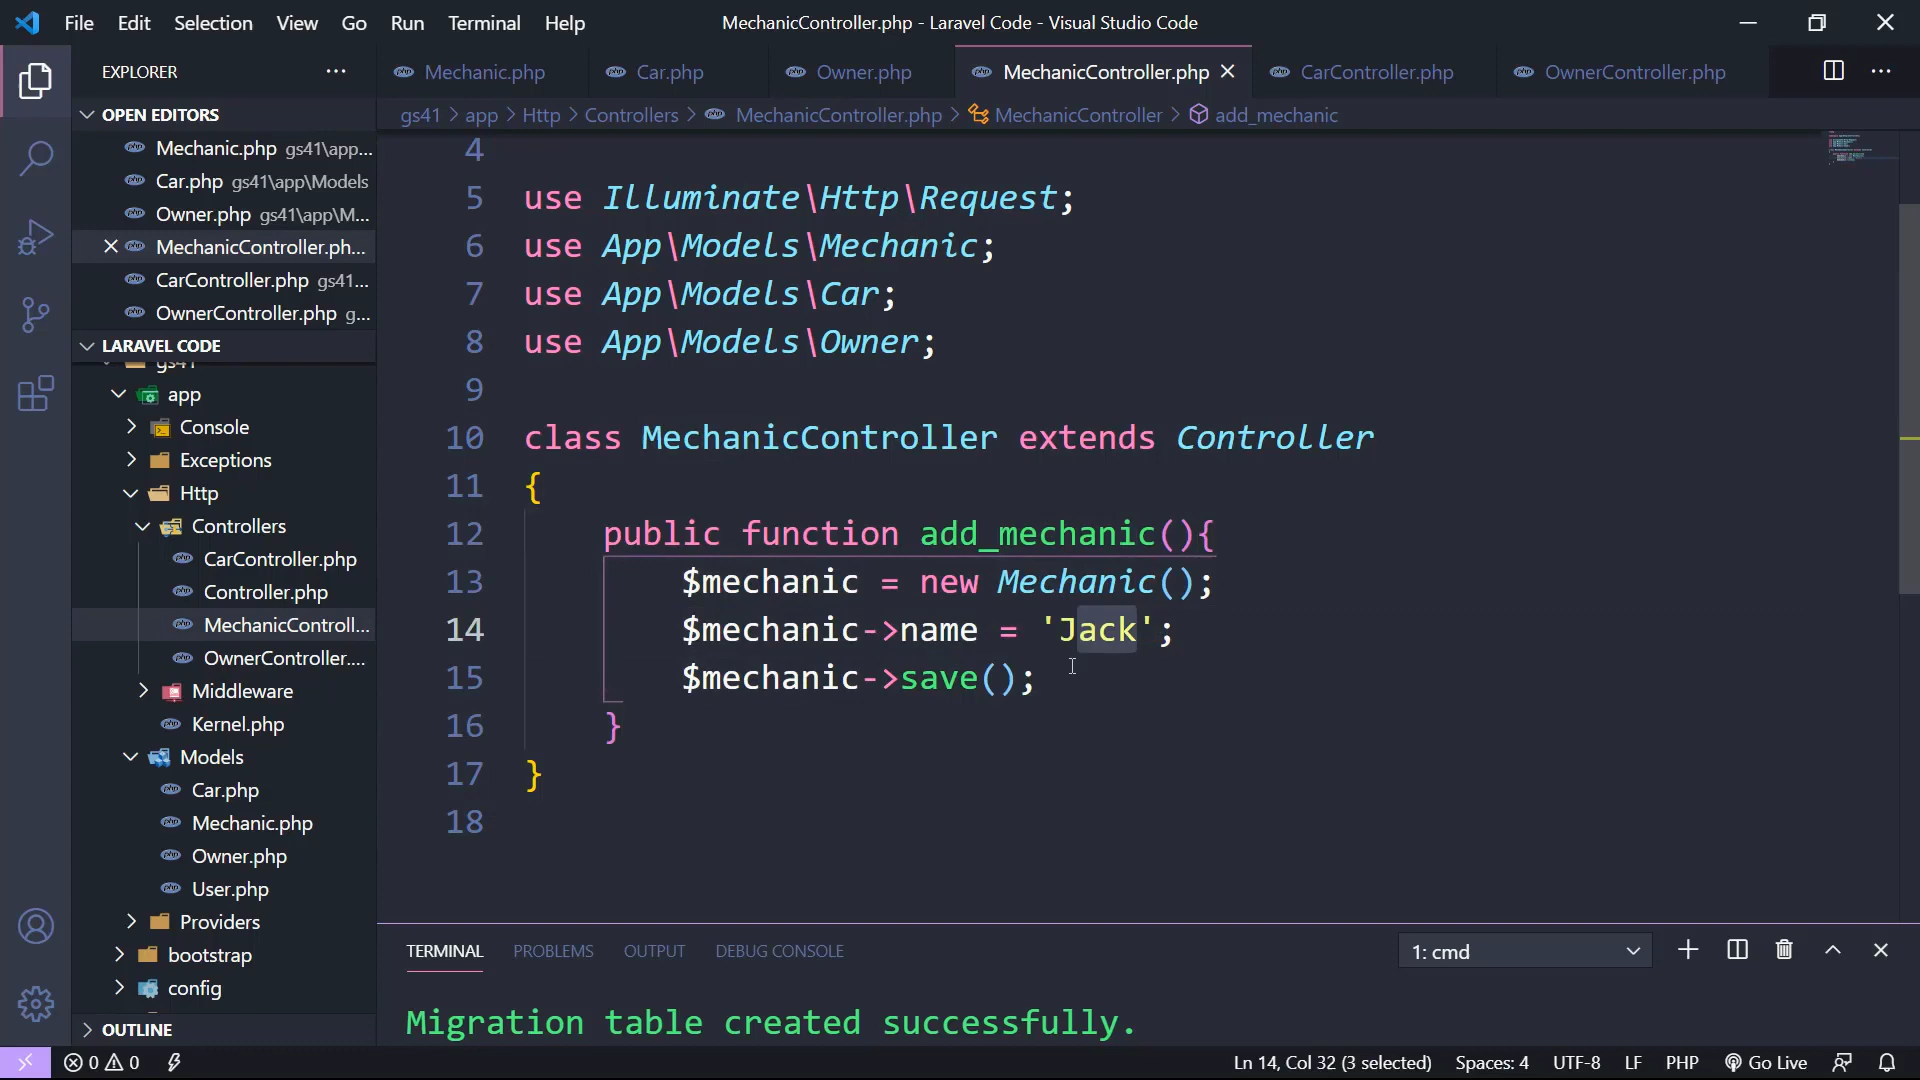 File Edit Selection View Go Run Terminal Help
MechanicController.php - Laravel Code - Visual Studio Code
EXPLORER
Mechanic.php
Car.php
Owner.php
MechanicController.php
CarController.php
OwnerController.php
gs41 > app > Http > Controllers > MechanicController.php > MechanicController > add_mechanic
OPEN EDITORS
Mechanic.php gs41\app...
Car.php gs41\app\Models
Owner.php gs41\app\M...
MechanicController.ph...
CarController.php gs41...
OwnerController.php g...
LARAVEL CODE
gs41
app
Console
Exceptions
Http
Controllers
CarController.php
Controller.php
MechanicControll...
OwnerController....
Middleware
Kernel.php
Models
Car.php
Mechanic.php
Owner.php
User.php
Providers
bootstrap
config
OUTLINE
4
5 use Illuminate\Http\Request;
6 use App\Models\Mechanic;
7 use App\Models\Car;
8 use App\Models\Owner;
9
10 class MechanicController extends Controller
11 {
12 public function add_mechanic(){
13 $mechanic = new Mechanic();
14 $mechanic->name = 'Jack';
15 $mechanic->save();
16 }
17 }
18
TERMINAL PROBLEMS OUTPUT DEBUG CONSOLE
1: cmd
Migration table created successfully.
0 0
Ln 14, Col 32 (3 selected) Spaces: 4 UTF-8 LF PHP Go Live